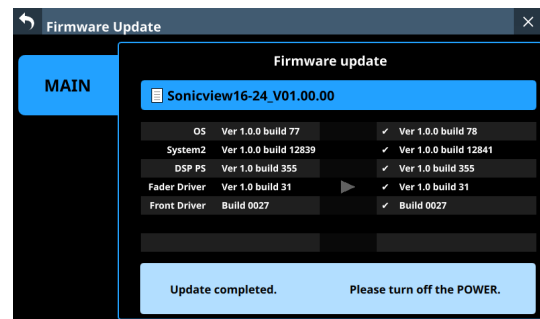 Firmware Update
MAIN
Firmware update
Sonicview16-24_V01.00.00
OS Ver 1.0.0 build 77 ✔ Ver 1.0.0 build 78
System2 Ver 1.0.0 build 12839 ✔ Ver 1.0.0 build 12841
DSP PS Ver 1.0 build 355 ✔ Ver 1.0 build 355
Fader Driver Ver 1.0 build 31 ✔ Ver 1.0 build 31
Front Driver Build 0027 ✔ Build 0027
Update completed. Please turn off the POWER.